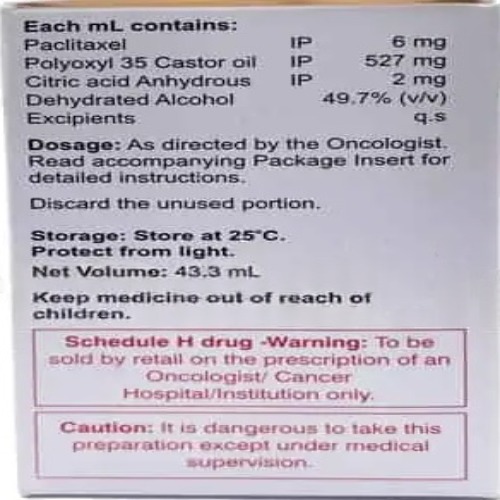 Each mL contains:
Paclitaxel IP 6 mg
Polyoxyl 35 Castor oil IP 527 mg
Citric acid Anhydrous IP 2 mg
Dehydrated Alcohol 49.7% (v/v)
Excipients q.s
Dosage: As directed by the Oncologist.
Read accompanying Package Insert for
detailed instructions.
Discard the unused portion.
Storage: Store at 25°C.
Protect from light.
Net Volume: 43.3 mL
Keep medicine out of reach of
children.
Schedule H drug -Warning: To be
sold by retail on the prescription of an
Oncologist/ Cancer
Hospital/Institution only.
Caution: It is dangerous to take this
preparation except under medical
supervision.